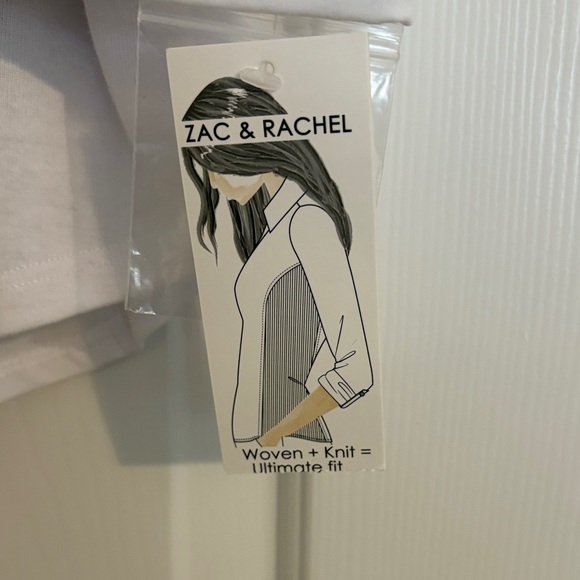 ZAC & RACHEL
Woven + Knit =
Ultimate fit